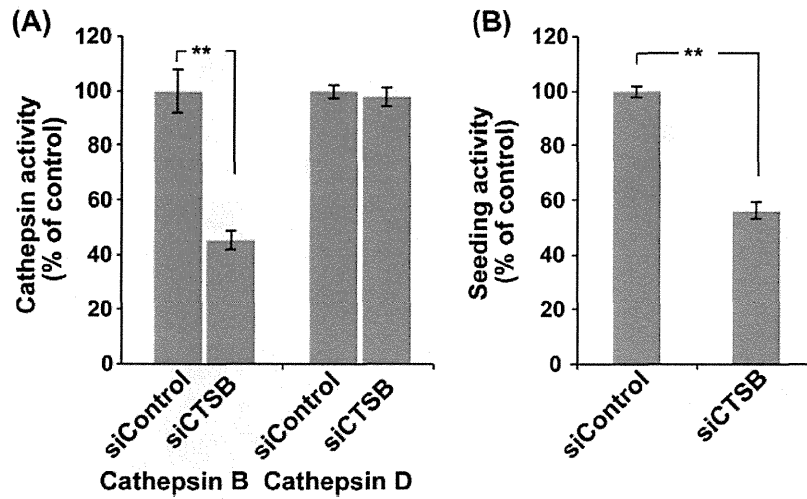 (A)
Cathepsin activity
(% of control)
120
100
80
60
40
20
0
**
siControl
siCTSB
siControl
siCTSB
Cathepsin B
Cathepsin D
(B)
Seeding activity
(% of control)
120
100
80
60
40
20
0
**
siControl
siCTSB